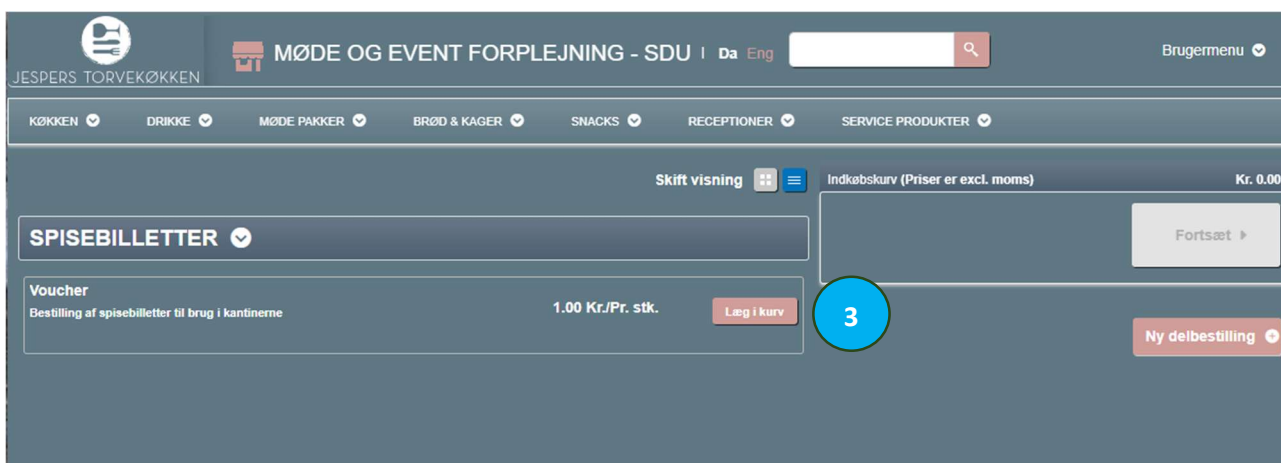 JESPERS TORVEKØKKEN
MØDE OG EVENT FORPLEJNING - SDU | Da Eng
Brugermenu
KØKKEN DRIKKE MØDE PAKKER BRØD & KAGER SNACKS RECEPTIONER SERVICE PRODUKTER
Skift visning
Indkøbskurv (Priser er excl. moms) Kr. 0.00
Fortsæt
SPISEBILLETTER
Voucher
Bestilling af spisebilletter til brug i kantinerne
1.00 Kr./Pr. stk.
Læg i kurv
3
Ny delbestilling